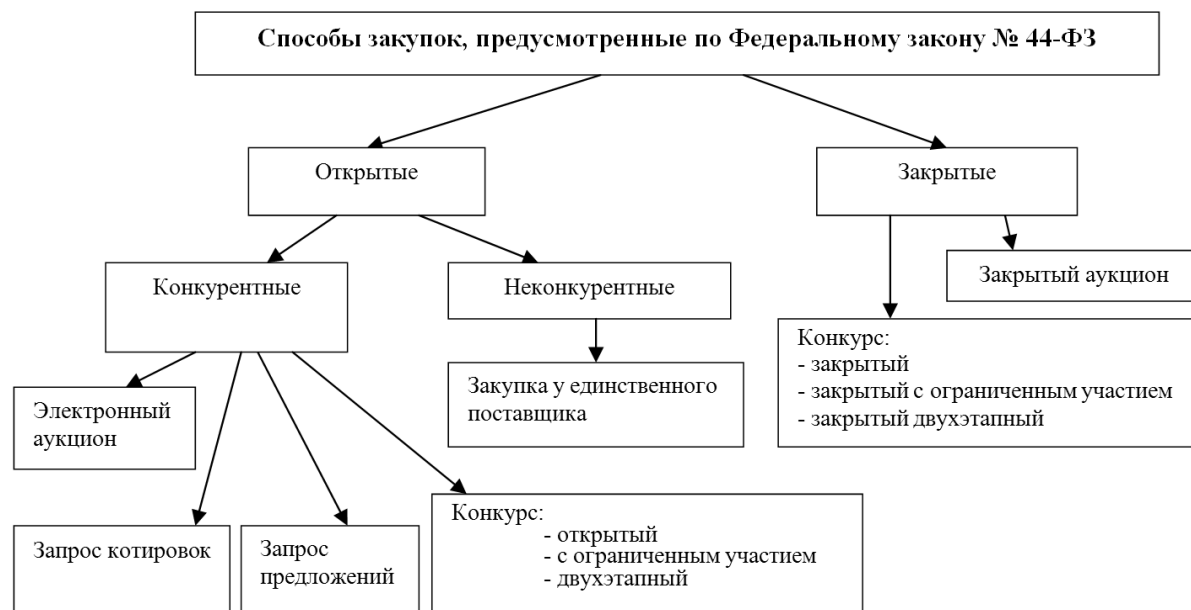 Способы закупок, предусмотренные по Федеральному закону № 44-ФЗ
Открытые
Закрытые
Конкурентные
Неконкурентные
Закрытый аукцион
Конкурс:
- закрытый
- закрытый с ограниченным участием
- закрытый двухэтапный
Электронный
аукцион
Закупка у единственного
поставщика
Запрос котировок
Запрос
предложений
Конкурс:
- открытый
- с ограниченным участием
- двухэтапный